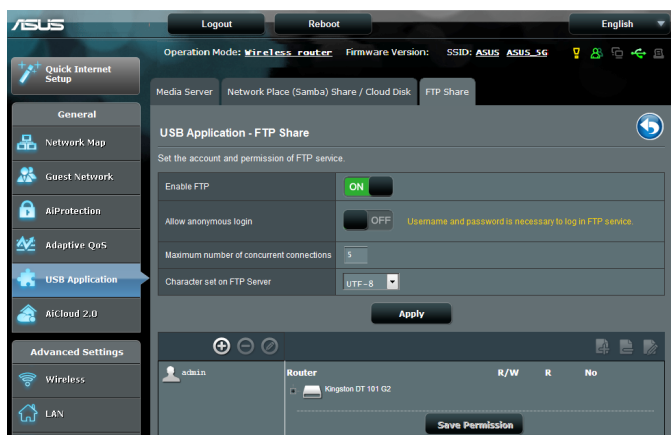 ASUS
Logout
Reboot
English
Operation Mode: Wireless router Firmware Version: SSID: ASUS ASUS_5G
Quick Internet
Setup
General
Network Map
Guest Network
AiProtection
Adaptive QoS
USB Application
AiCloud 2.0
Advanced Settings
Wireless
LAN
Media Server
Network Place (Samba) Share / Cloud Disk
FTP Share
USB Application - FTP Share
Set the account and permission of FTP service.
Enable FTP
ON
Allow anonymous login
OFF
Username and password is necessary to log in FTP service.
Maximum number of concurrent connections
5
Character set on FTP Server
UTF-8
Apply
admin
Router
R/W
R
No
Kingston DT 101 G2
Save Permission